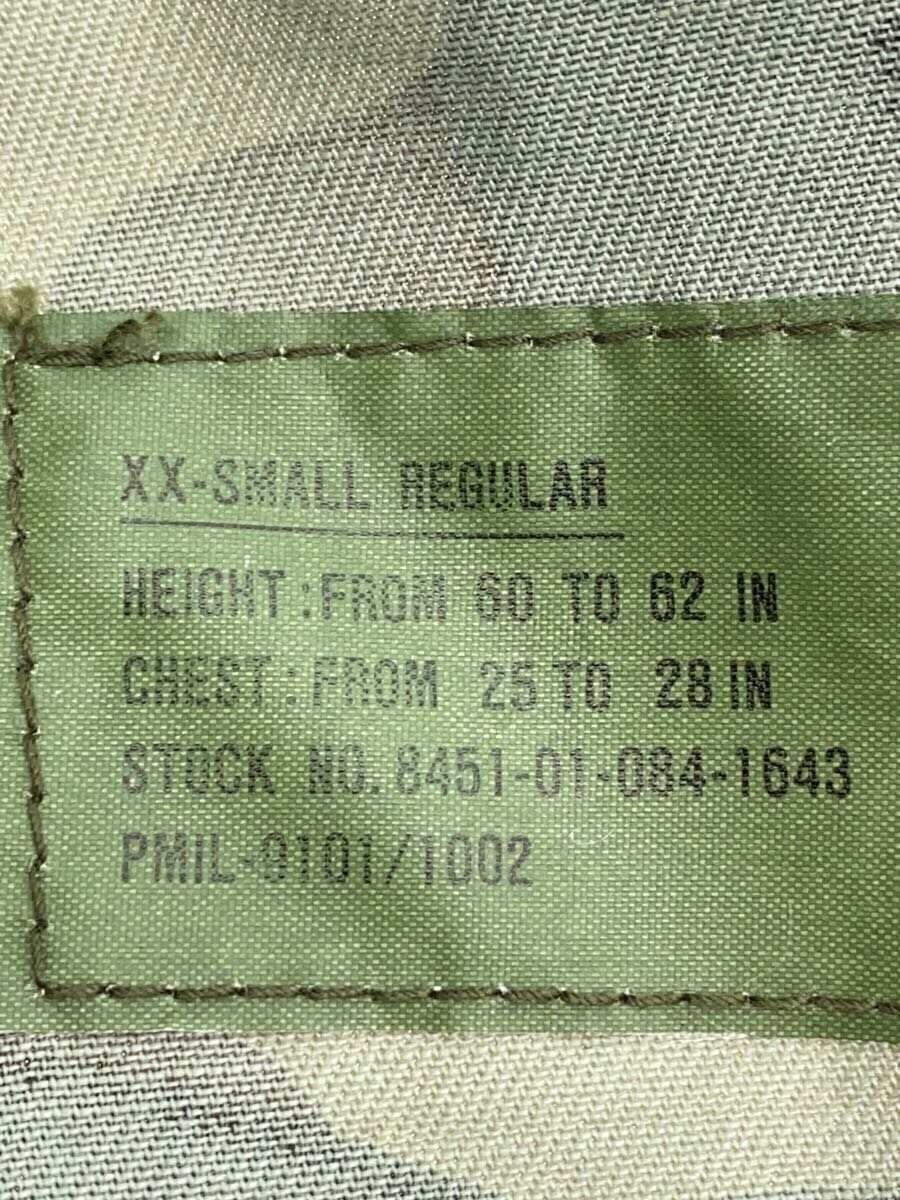 XX-SMALL REGULAR
HEIGHT:FROM 60 TO 62 IN
CHEST:FROM 25 TO 28 IN
STOCK NO. 8451-01-084-1643
PMIL-9101/1002